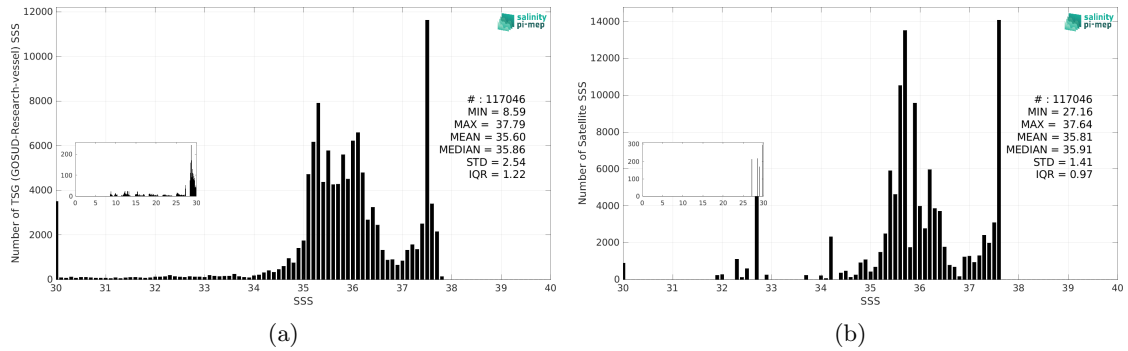 12000
10000
8000
6000
4000
2000
0
30 31 32 33 34 35 36 37 38 39 40
SSS
Number of TSG (GOSUD-Research-vessel) SSS
200
100
0
0 5 10 15 20 25 30
salinity
pi-mep
# : 117046
MIN = 8.59
MAX = 37.79
MEAN = 35.60
MEDIAN = 35.86
STD = 2.54
IQR = 1.22
(a)
14000
12000
10000
8000
6000
4000
2000
0
30 31 32 33 34 35 36 37 38 39 40
SSS
Number of Satellite SSS
300
200
100
0
0 5 10 15 20 25 30
salinity
pi-mep
# : 117046
MIN = 27.16
MAX = 37.64
MEAN = 35.81
MEDIAN = 35.91
STD = 1.41
IQR = 0.97
(b)